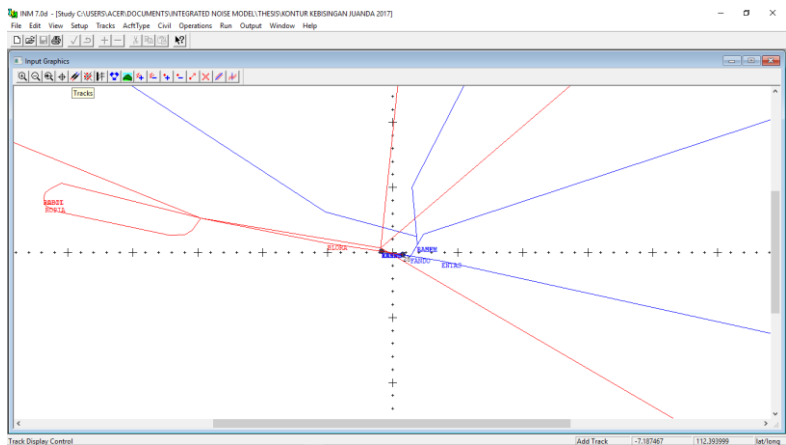 INM 7.0d - [Study C:\USERS\ACER\DOCUMENTS\INTEGRATED NOISE MODEL\THESIS\KONTUR KEBISINGAN JUANDA 2017]
File Edit View Setup Tracks AcftType Civil Operations Run Output Window Help
Input Graphics
Tracks
Track Display Control Add Track -7.187467 112.393999 lat/long